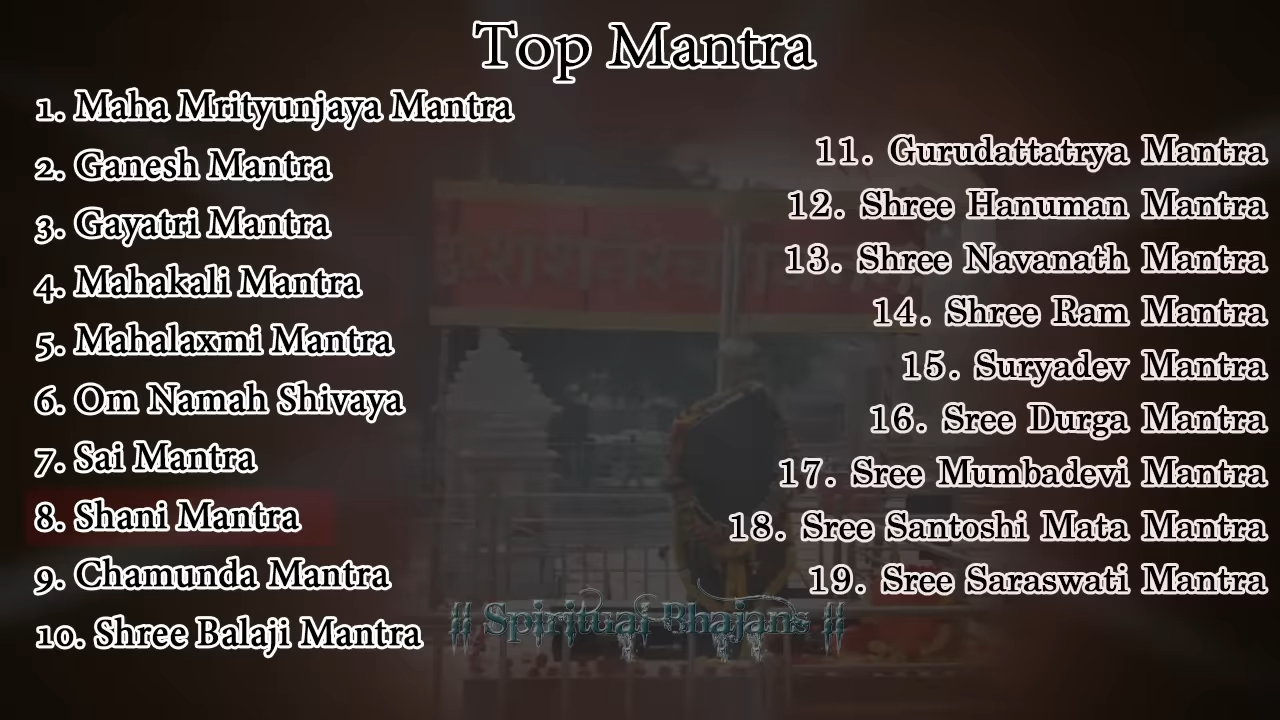 Top Mantra
1. Maha Mrityunjaya Mantra
2. Ganesh Mantra
3. Gayatri Mantra
4. Mahakali Mantra
5. Mahalaxmi Mantra
6. Om Namah Shivaya
7. Sai Mantra
8. Shani Mantra
9. Chamunda Mantra
10. Shree Balaji Mantra
11. Gurudattatrya Mantra
12. Shree Hanuman Mantra
13. Shree Navanath Mantra
14. Shree Ram Mantra
15. Suryadev Mantra
16. Sree Durga Mantra
17. Sree Mumbadevi Mantra
18. Sree Santoshi Mata Mantra
19. Sree Saraswati Mantra
|| Spiritual Bhajans ||